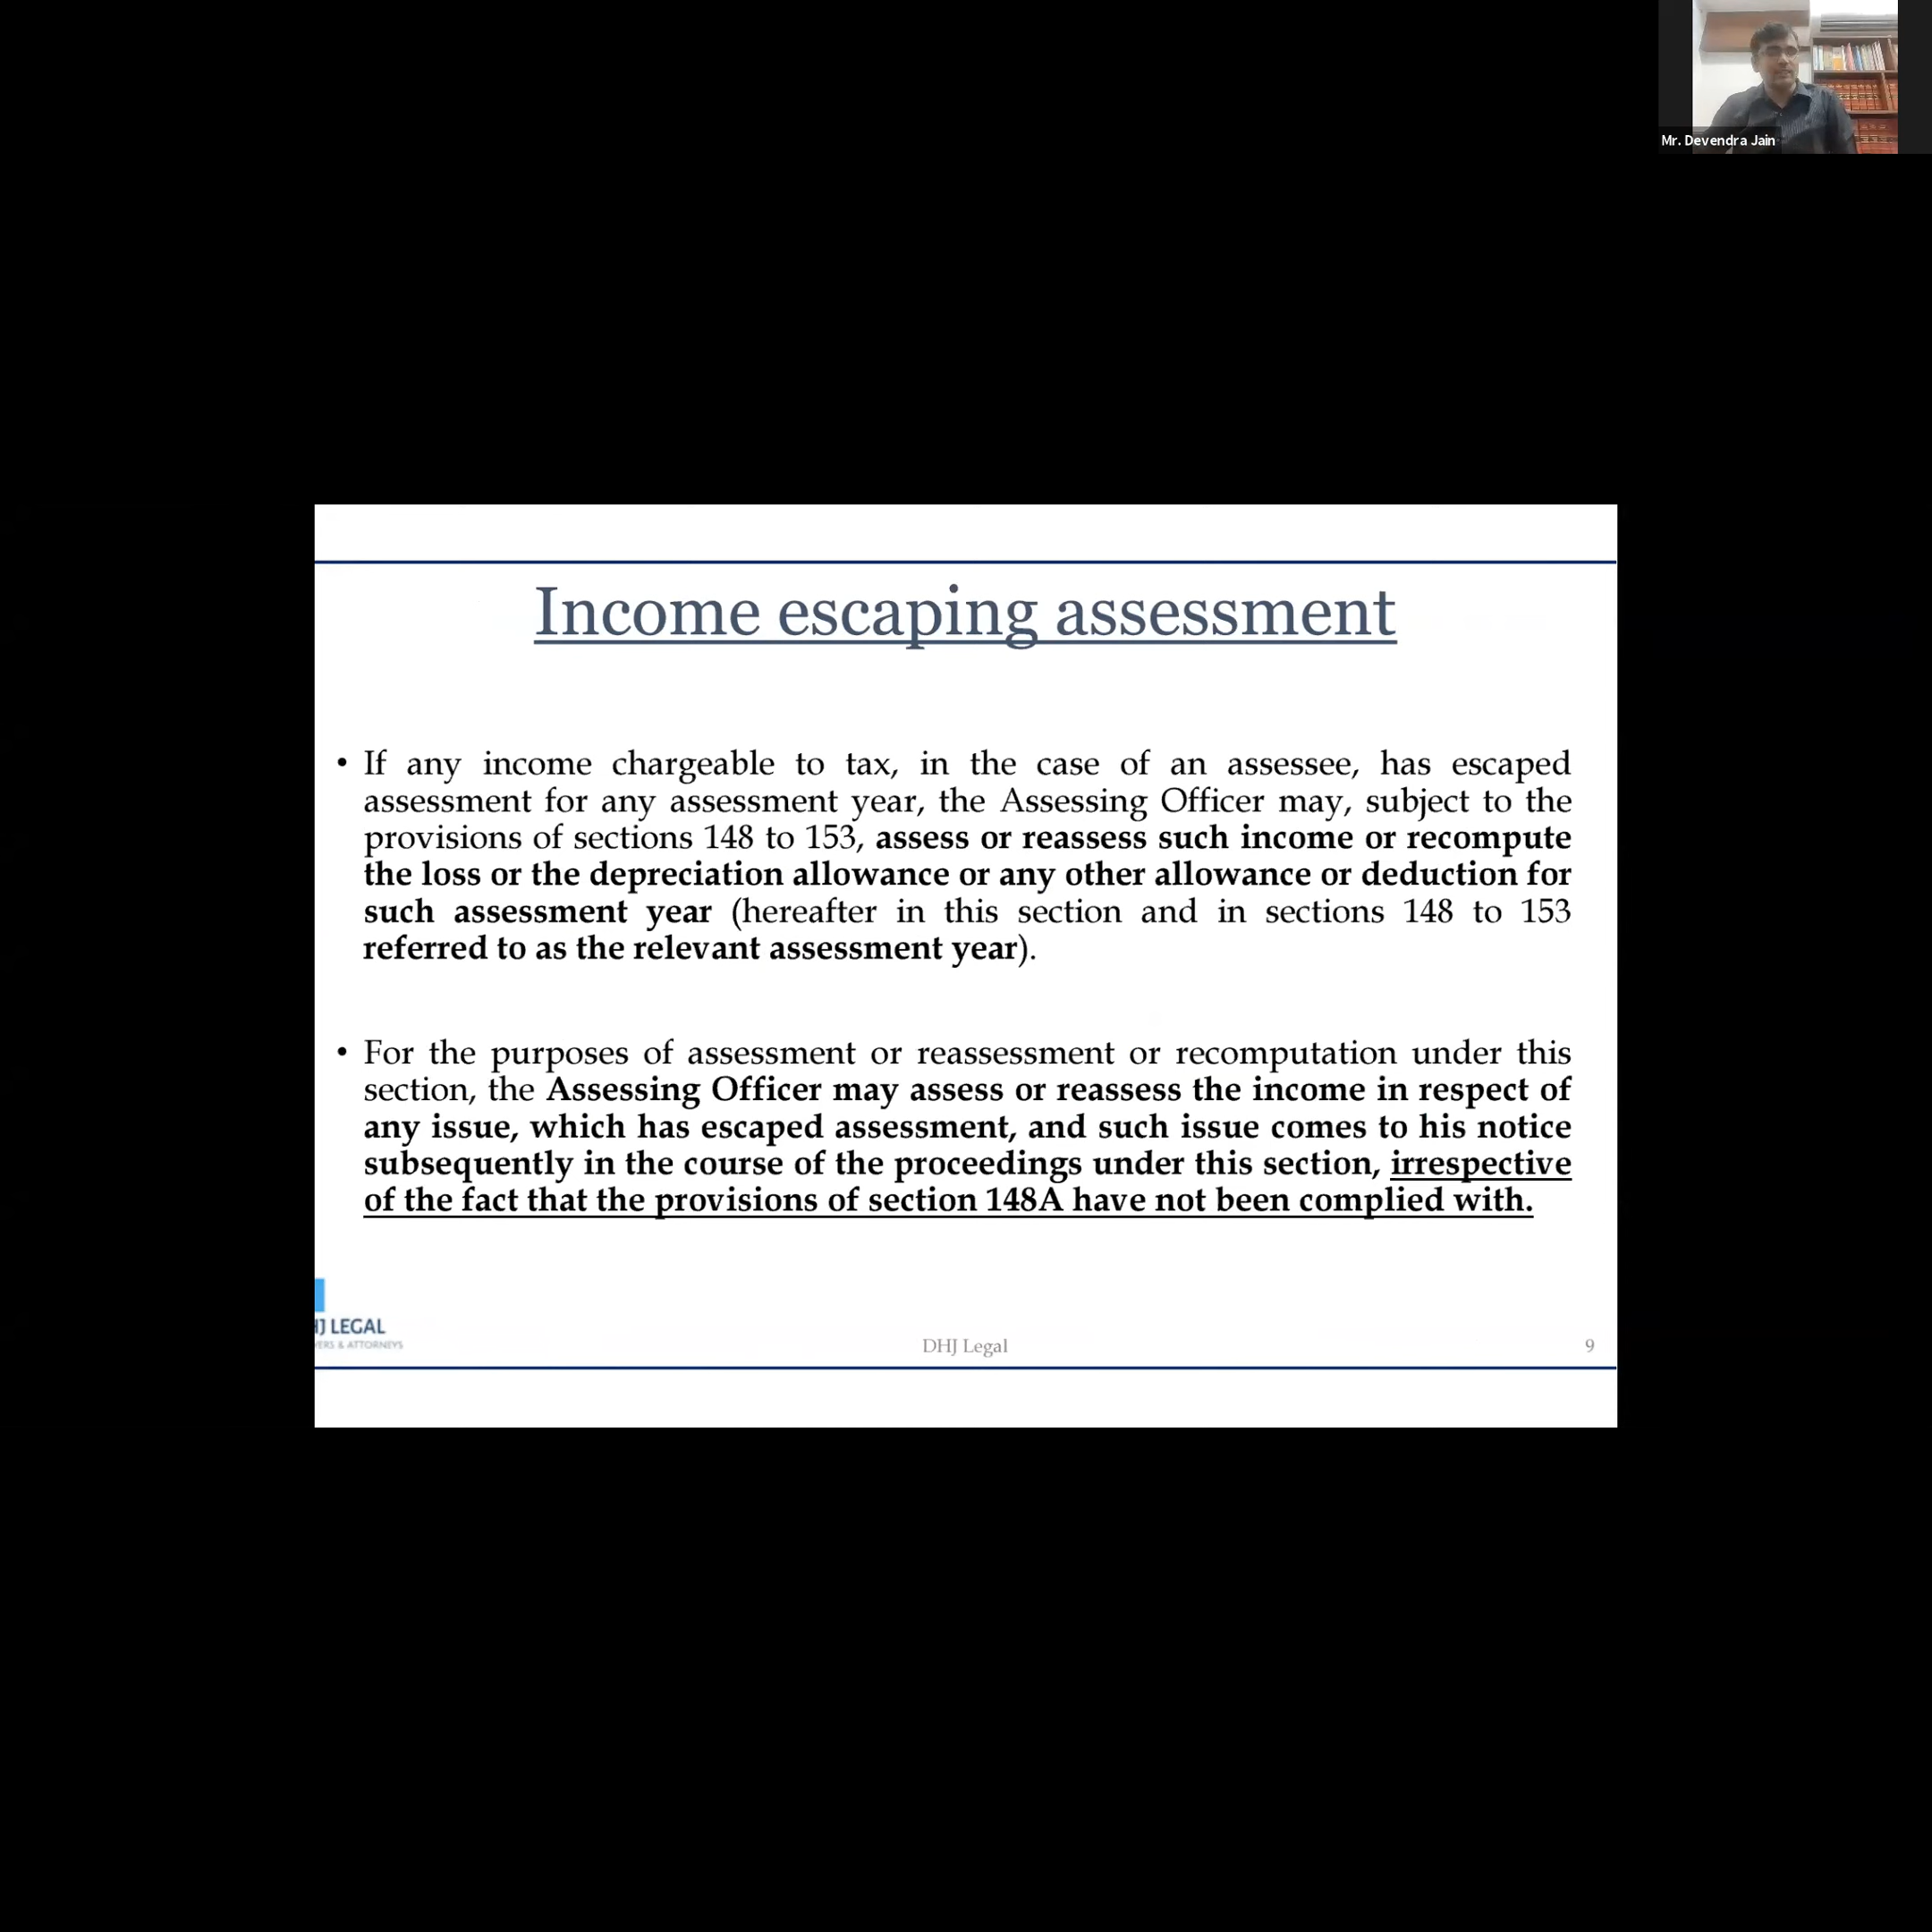 Mr. Devendra Jain
Income escaping assessment
• If any income chargeable to tax, in the case of an assessee, has escaped
assessment for any assessment year, the Assessing Officer may, subject to the
provisions of sections 148 to 153, assess or reassess such income or recompute
the loss or the depreciation allowance or any other allowance or deduction for
such assessment year (hereafter in this section and in sections 148 to 153
referred to as the relevant assessment year).
• For the purposes of assessment or reassessment or recomputation under this
section, the Assessing Officer may assess or reassess the income in respect of
any issue, which has escaped assessment, and such issue comes to his notice
subsequently in the course of the proceedings under this section, irrespective
of the fact that the provisions of section 148A have not been complied with.
LEGAL
& ATTORNEYS
DHJ Legal
9